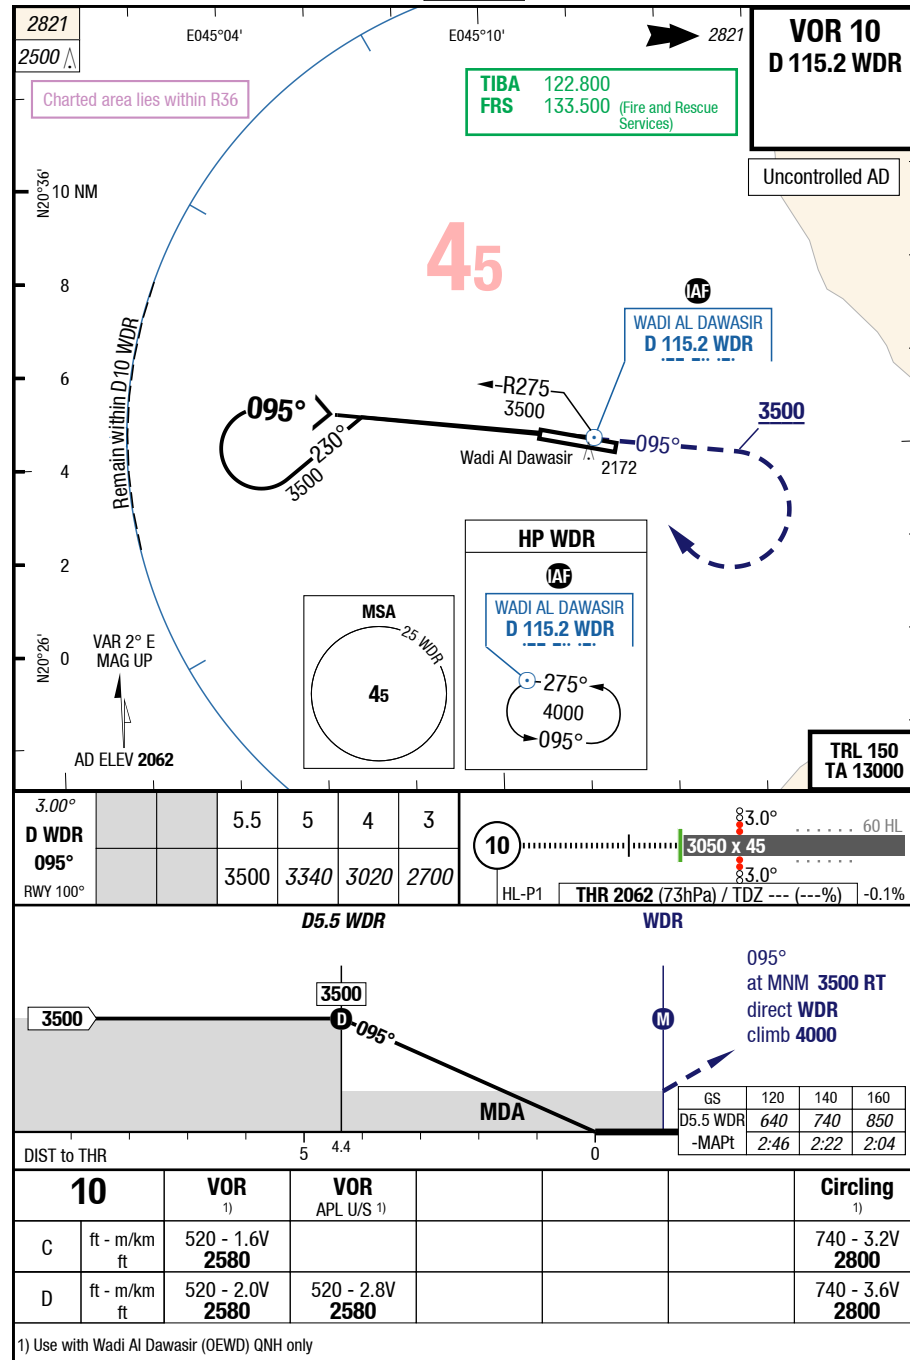 2821
2500
E045°04'
E045°10'
2821
VOR 10
D 115.2 WDR
Charted area lies within R36
TIBA 122.800
FRS 133.500 (Fire and Rescue
Services)
Uncontrolled AD
N20°36'
10 NM
8
6
4
2
0
N20°26'
45
IAF
WADI AL DAWASIR
D 115.2 WDR
Remain within D10 WDR
095°
230°
3500
R275
3500
Wadi Al Dawasir
2172
095°
3500
HP WDR
IAF
WADI AL DAWASIR
D 115.2 WDR
275°
4000
095°
MSA
25 WDR
45
VAR 2° E
MAG UP
AD ELEV 2062
TRL 150
TA 13000
3.00°
D WDR
095°
RWY 100°
5.5 5 4 3
3500 3340 3020 2700
10
HL-P1
3.0°
60 HL
3050 x 45
3.0°
THR 2062 (73hPa) / TDZ --- (---%)
-0.1%
D5.5 WDR
WDR
3500
3500
D
095°
MDA
M
095°
at MNM 3500 RT
direct WDR
climb 4000
GS 120 140 160
D5.5 WDR 640 740 850
-MAPt 2:46 2:22 2:04
DIST to THR
5 4.4 0
10 VOR 1) VOR Circling 1)
APL U/S 1)
C ft - m/km 520 - 1.6V 740 - 3.2V
ft 2580 2800
D ft - m/km 520 - 2.0V 520 - 2.8V 740 - 3.6V
ft 2580 2580 2800
1) Use with Wadi Al Dawasir (OEWD) QNH only